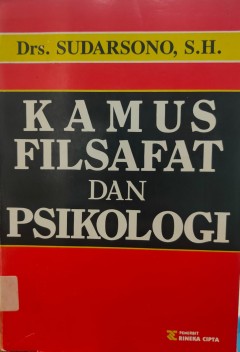 Drs. SUDARSONO, S.H.
KAMUS
FILSAFAT
DAN
PSIKOLOGI
PENERBIT
RINEKA CIPTA